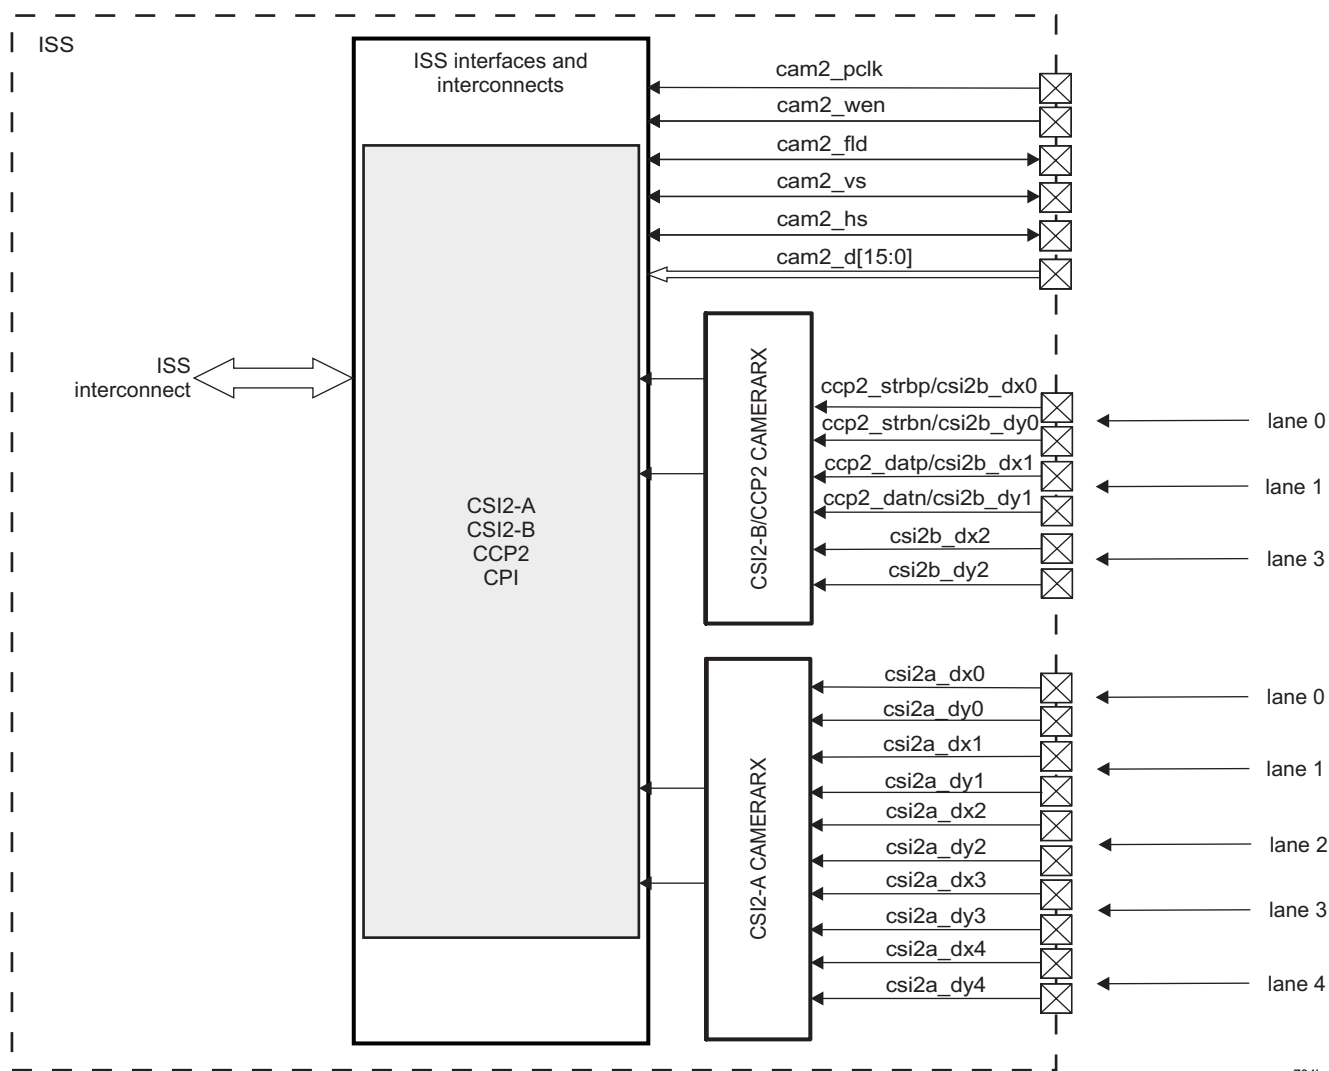 ISS
ISS interfaces and
interconnects
cam2_pclk
cam2_wen
cam2_fld
cam2_vs
cam2_hs
cam2_d[15:0]
ISS
interconnect
CSI2-A
CSI2-B
CCP2
CPI
CSI2-B/CCP2 CAMERARX
ccp2_strbp/csi2b_dx0
ccp2_strbn/csi2b_dy0
lane 0
ccp2_datp/csi2b_dx1
ccp2_datn/csi2b_dy1
lane 1
csi2b_dx2
csi2b_dy2
lane 3
CSI2-A CAMERARX
csi2a_dx0
csi2a_dy0
lane 0
csi2a_dx1
csi2a_dy1
lane 1
csi2a_dx2
csi2a_dy2
lane 2
csi2a_dx3
csi2a_dy3
lane 3
csi2a_dx4
csi2a_dy4
lane 4